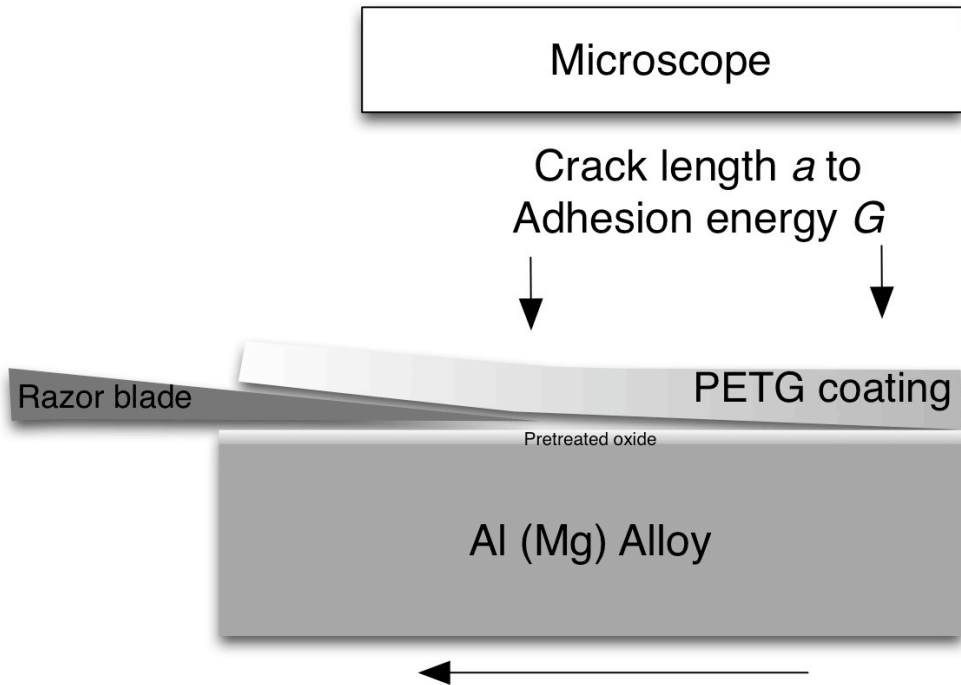 Microscope
Crack length a to
Adhesion energy G
Razor blade
PETG coating
Pretreated oxide
Al (Mg) Alloy